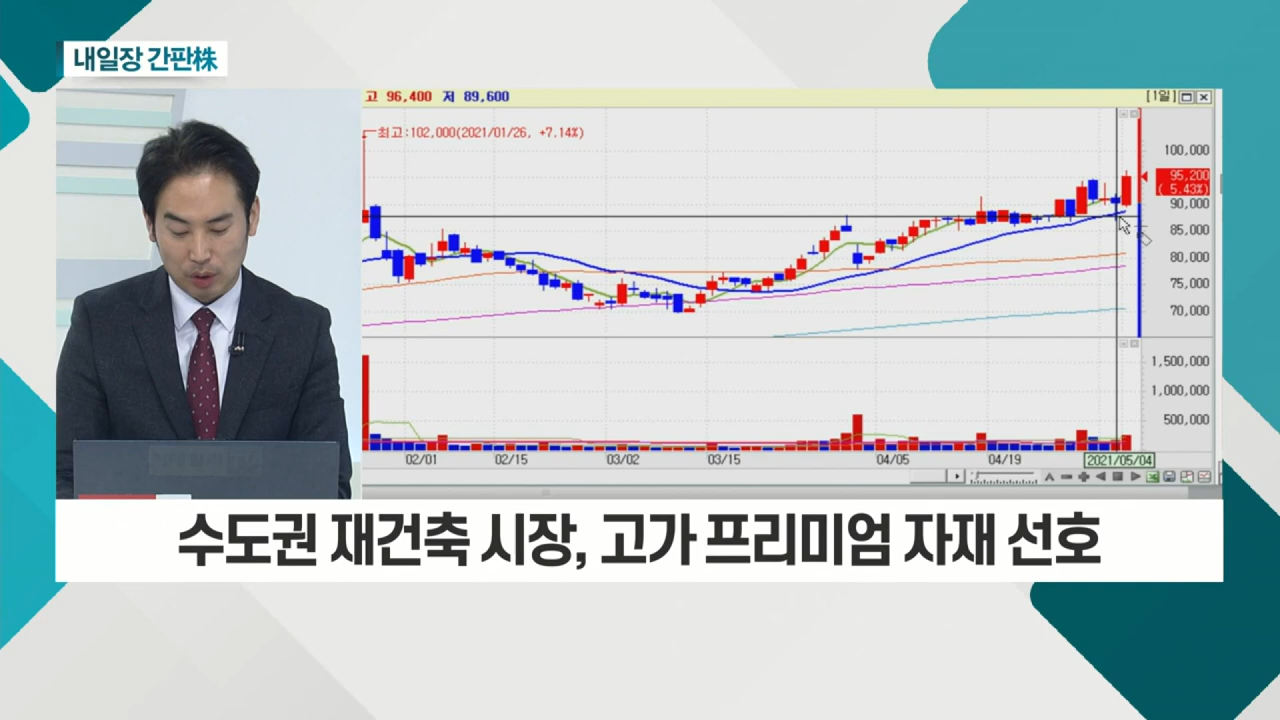 내일장 간판株
고 96,400 저 89,600
[1일]
최고:102,000(2021/01/26, +7.14%)
100,000
95,200
( 5.43%)
90,000
85,000
80,000
75,000
70,000
1,500,000
1,000,000
500,000
02/01 02/15 03/02 03/15 04/05 04/19 2021/05/04
수도권 재건축 시장, 고가 프리미엄 자재 선호